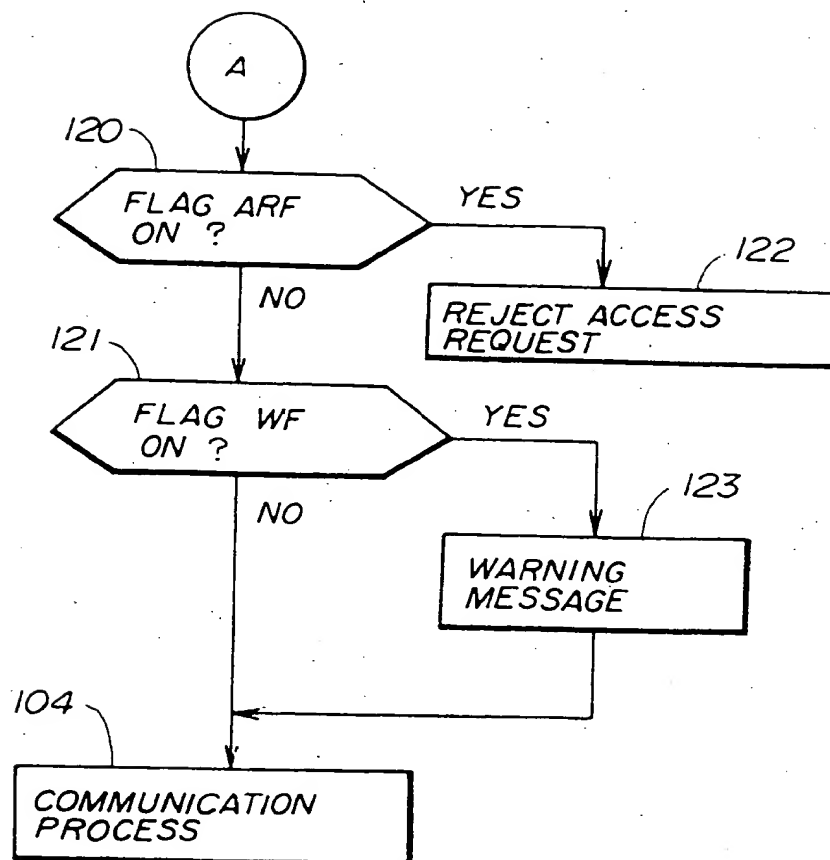 A
120
FLAG ARF
ON ?
YES
122
NO
REJECT ACCESS
REQUEST
121
FLAG WF
ON ?
YES
123
NO
WARNING
MESSAGE
104
COMMUNICATION
PROCESS